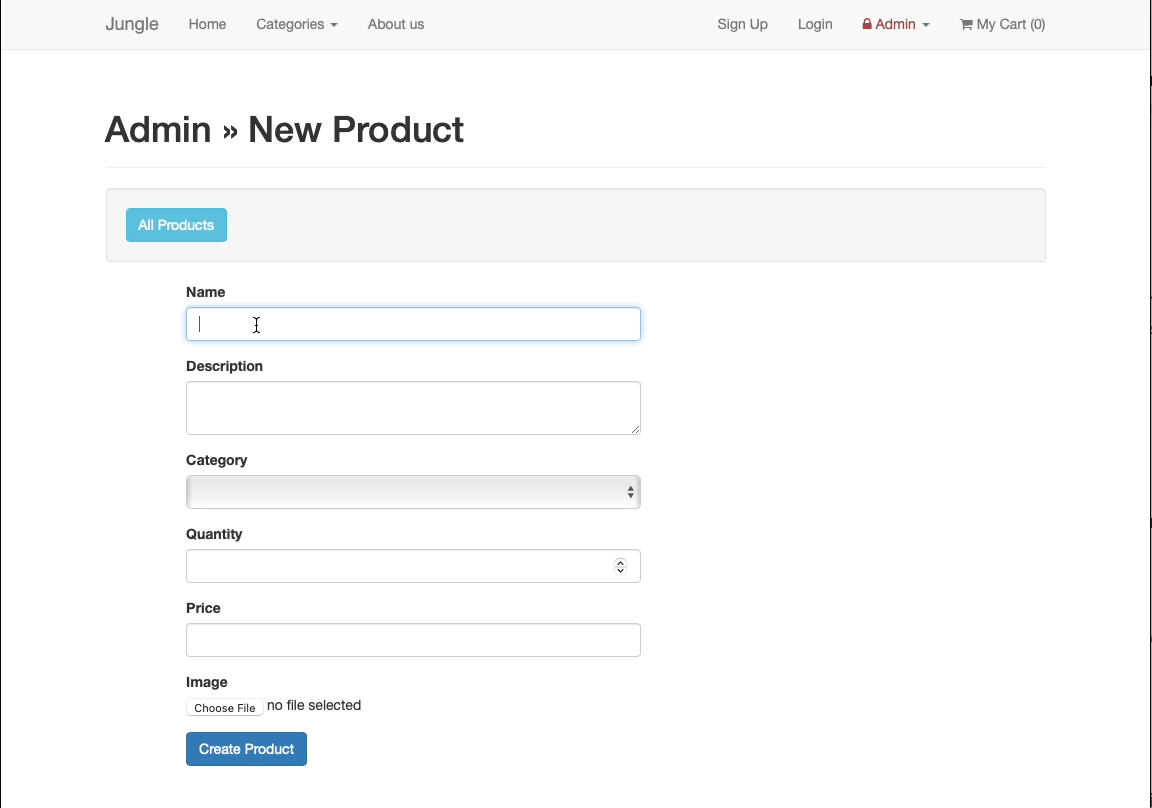 Jungle Home Categories About us Sign Up Login Admin My Cart (0)
Admin » New Product
All Products
Name
Description
Category
Quantity
Price
Image
Choose File no file selected
Create Product